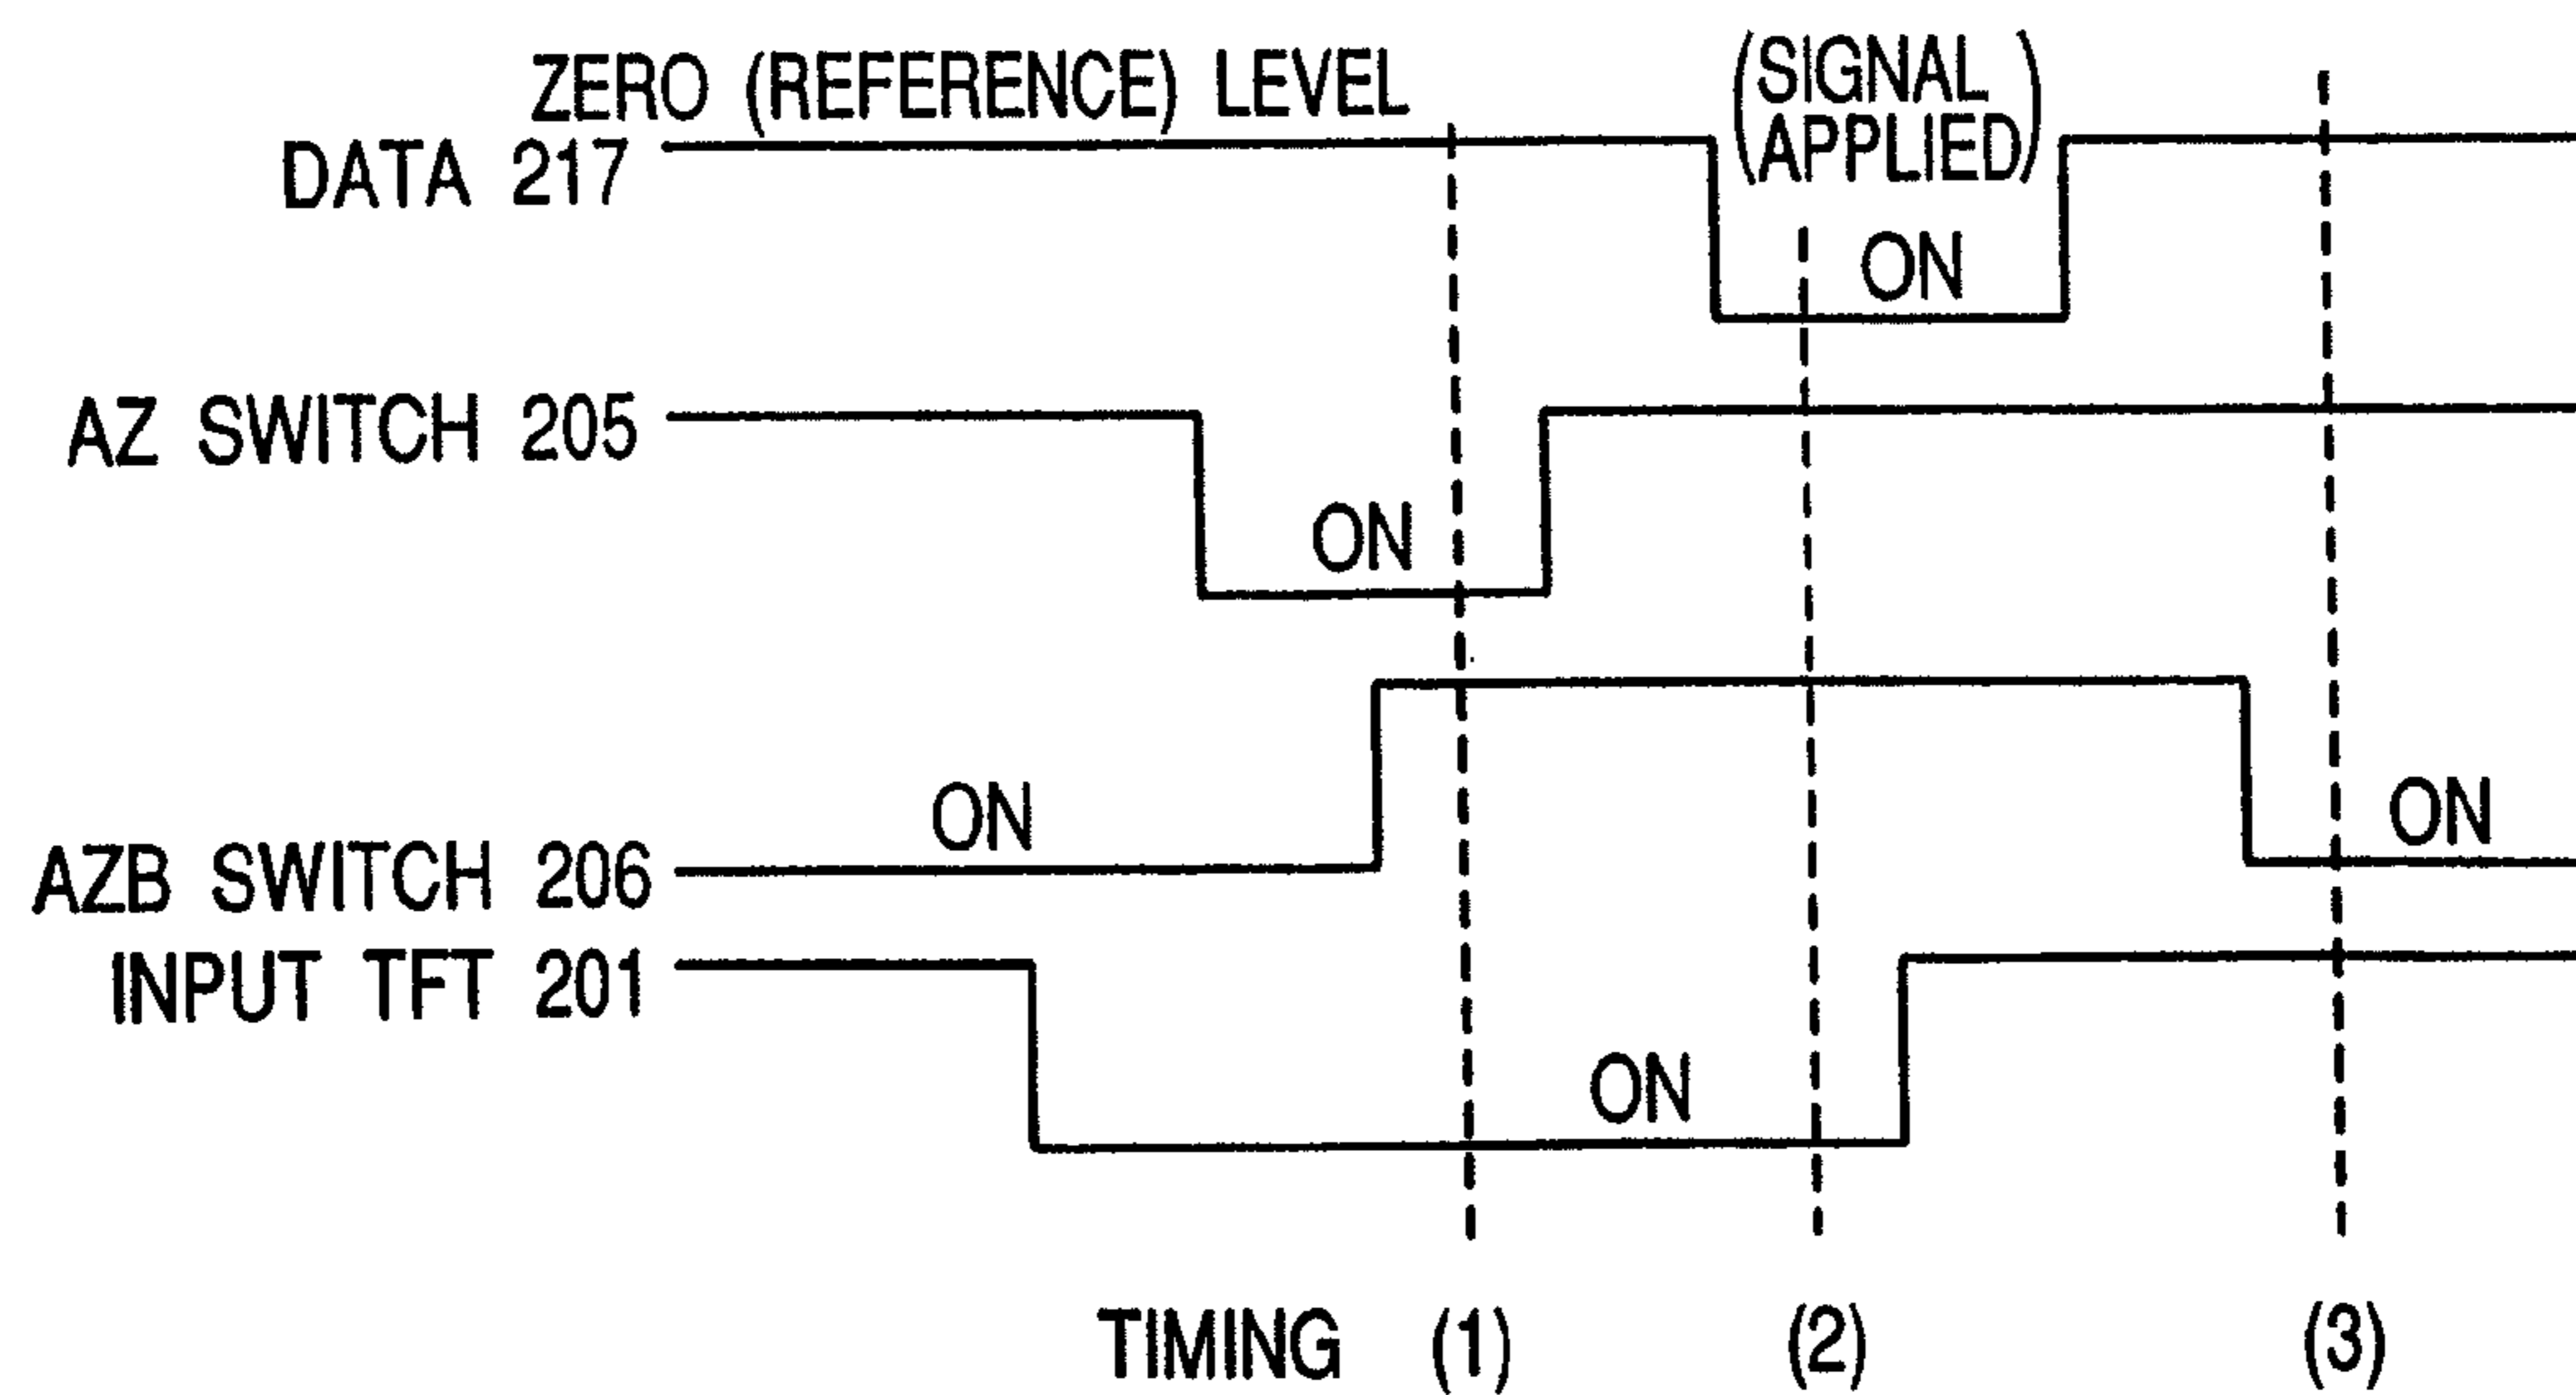 ZERO (REFERENCE) LEVEL
(SIGNAL
APPLIED)
DATA 217
ON
AZ SWITCH 205
ON
ON
ON
AZB SWITCH 206
INPUT TFT 201
ON
TIMING (1) (2) (3)